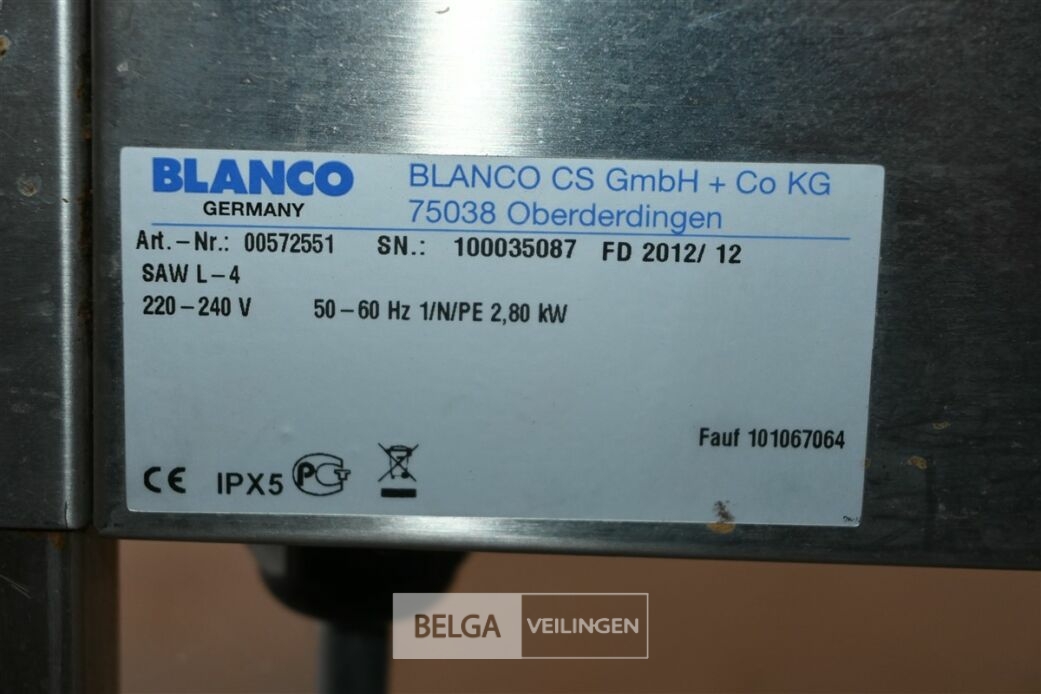 BLANCO
GERMANY
BLANCO CS GmbH + Co KG
75038 Oberderdingen
Art.-Nr.: 00572551 SN.: 100035087 FD 2012/ 12
SAW L-4
220-240 V 50-60 Hz 1/N/PE 2,80 kW
Fauf 101067064
CE IPX5 PCT
BELGA VEILINGEN